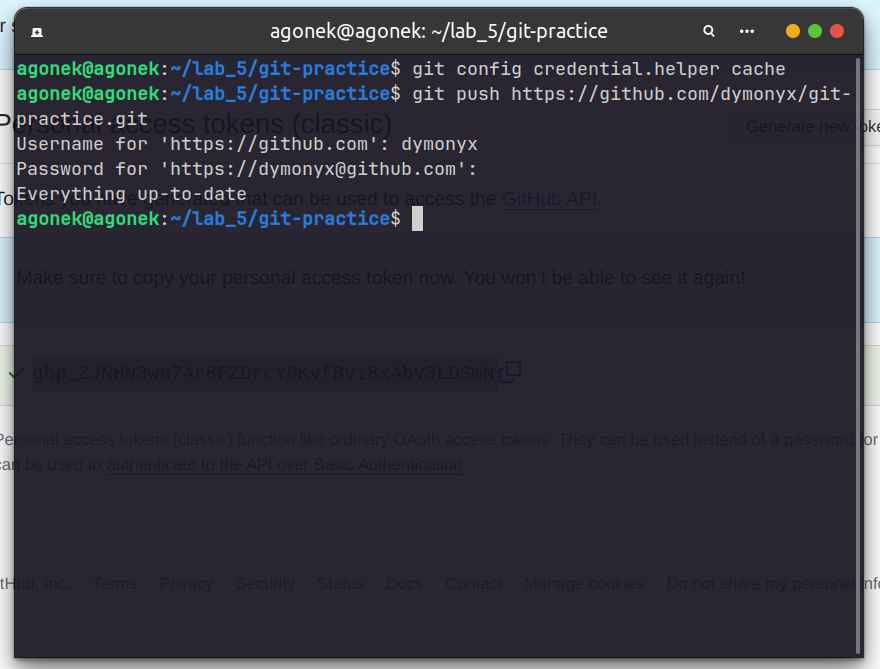 agonek@agonek: ~/lab_5/git-practice
agonek@agonek:~/lab_5/git-practice$ git config credential.helper cache
agonek@agonek:~/lab_5/git-practice$ git push https://github.com/dymonyx/git-
practice.git
Personal access tokens (classic)
Generate new
Username for 'https://github.com': dymonyx
Password for 'https://dymonyx@github.com':
Everything up-to-date
Tokens you have generated that can be used to access the GitHub API.
agonek@agonek:~/lab_5/git-practice$
Make sure to copy your personal access token now. You won't be able to see it again!
Personal access tokens (classic) function like ordinary OAuth access tokens. They can be used instead of a password for
can be used to authenticate to the API over Basic Authentication.
tHub, Inc. Terms Privacy Security Status Docs Contact Manage cookies Do not share my personal info